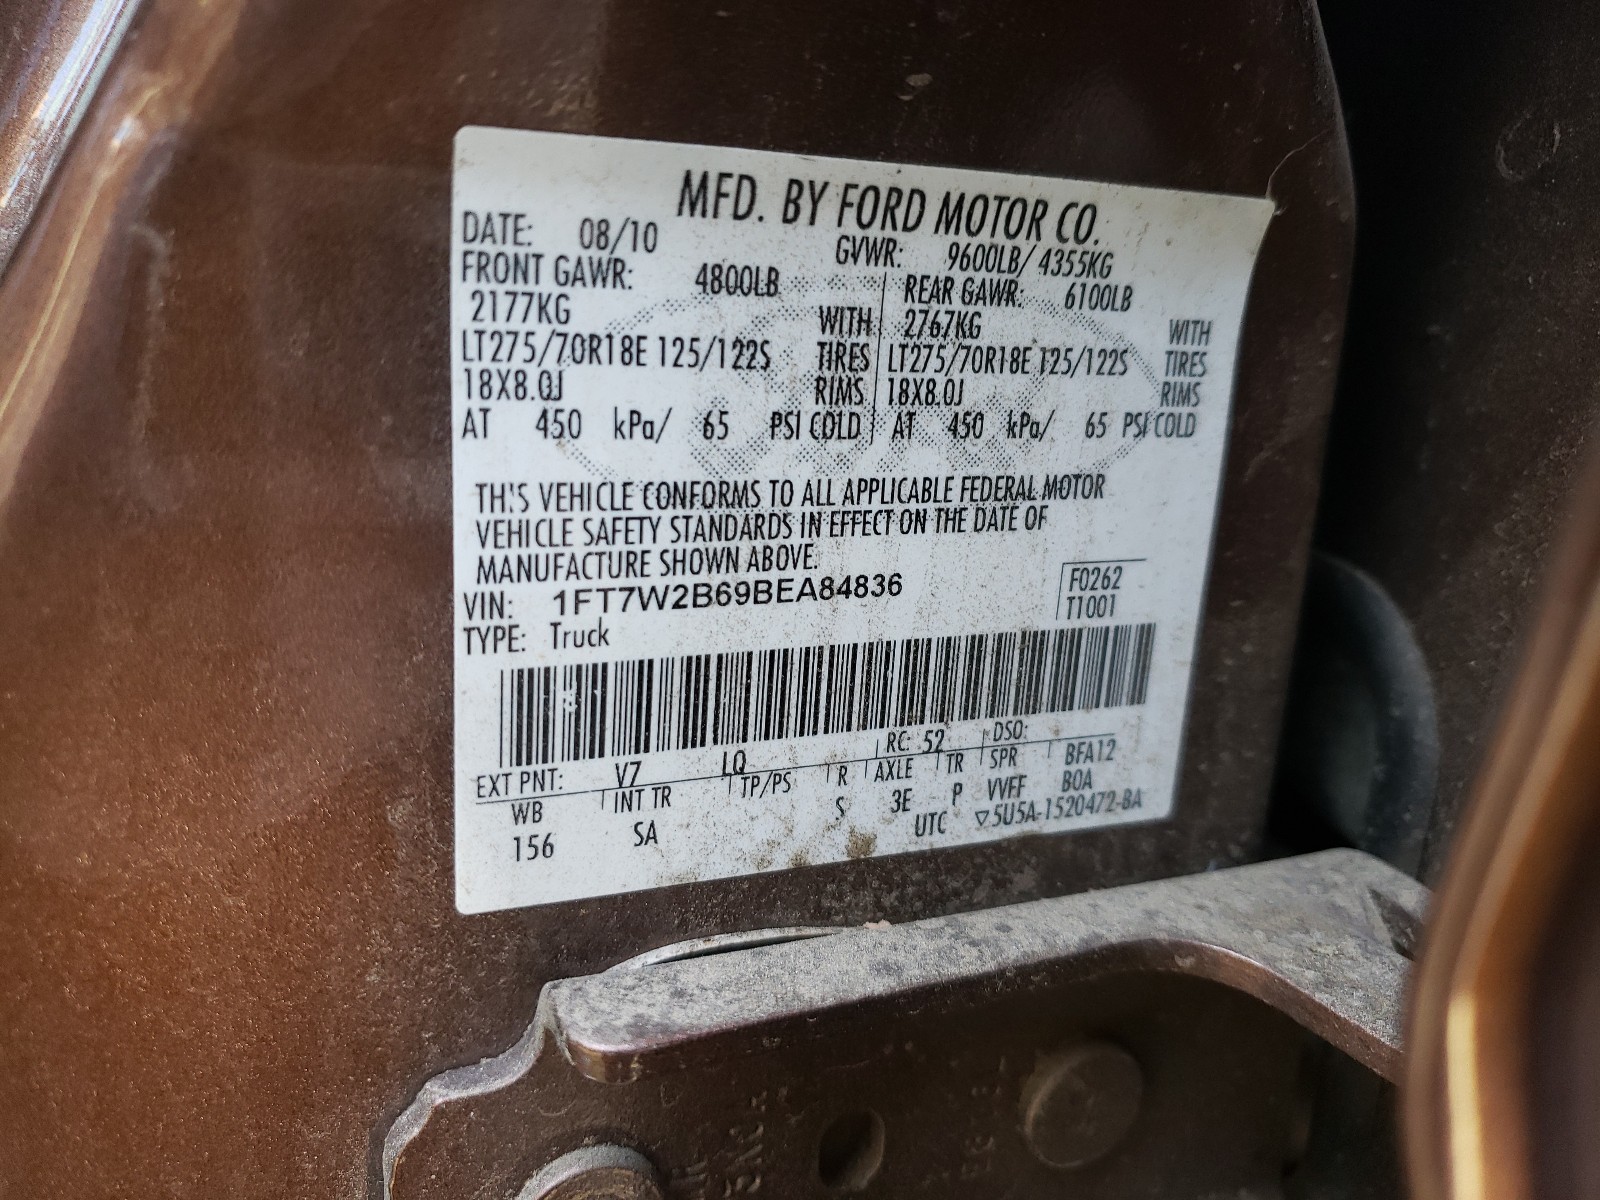 MFD. BY FORD MOTOR CO.
DATE: 08/10 GVWR: 9600LB/ 4355KG
FRONT GAWR: 4800LB REAR GAWR: 6100LB
2177KG WITH 2767KG WITH
LT275/70R18E 125/122S TIRES LT275/70R18E 125/122S TIRES
18X8.0J RIMS 18X8.0J RIMS
AT 450 kPa/ 65 PSI COLD AT 450 kPa/ 65 PSI COLD
THIS VEHICLE CONFORMS TO ALL APPLICABLE FEDERAL MOTOR
VEHICLE SAFETY STANDARDS IN EFFECT ON THE DATE OF
MANUFACTURE SHOWN ABOVE.
VIN: 1FT7W2B69BEA84836 F0262
TYPE: Truck T1001
EXT PNT: V7 LQ RC: 52 DSO:
WB INT TR TP/PS R AXLE TR SPR BFA12
156 SA S 3E P VVFF BOA
UTC ▽5U5A-1520472-BA